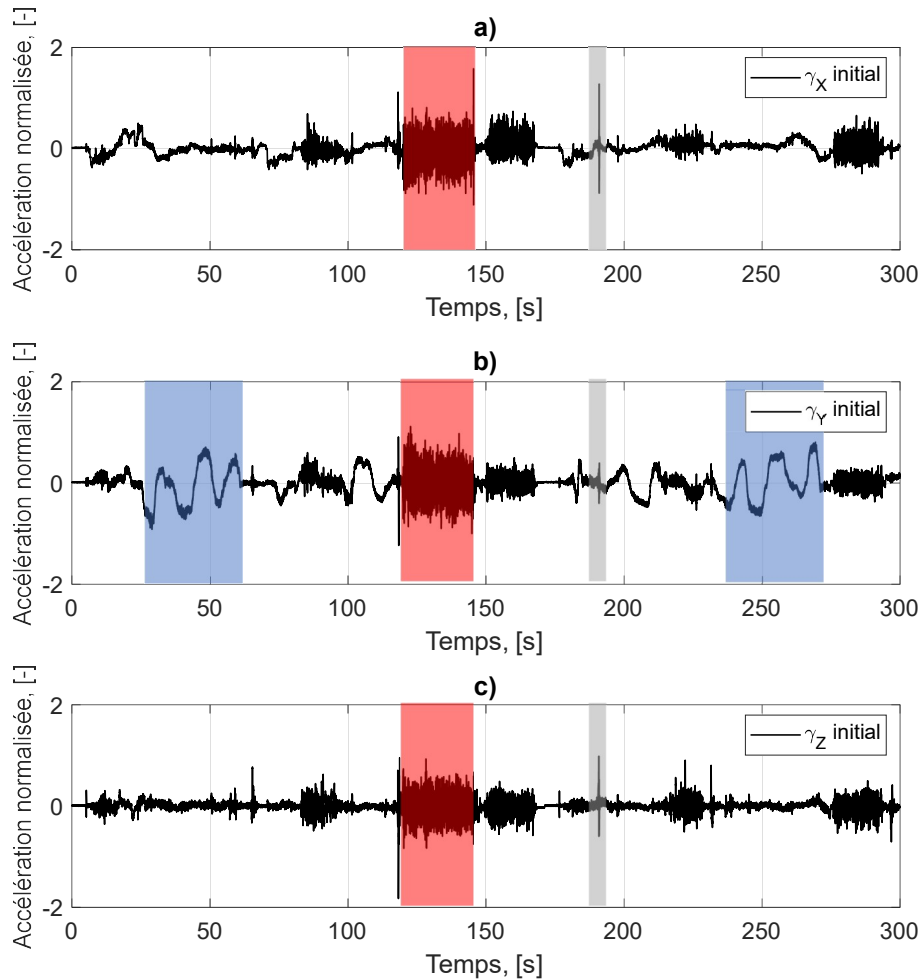 a)
Accélération normalisée, [-]
2
0
-2
γX initial
0 50 100 150 200 250 300
Temps, [s]
b)
Accélération normalisée, [-]
2
0
-2
γY initial
0 50 100 150 200 250 300
Temps, [s]
c)
Accélération normalisée, [-]
2
0
-2
γZ initial
0 50 100 150 200 250 300
Temps, [s]